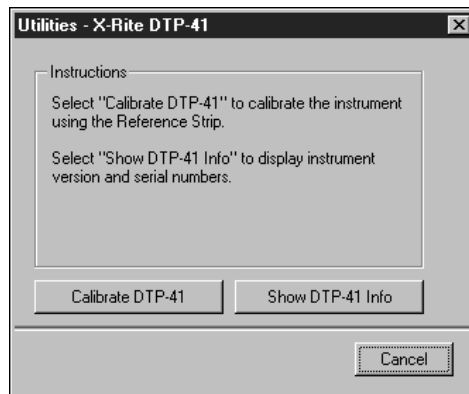 Utilities - X-Rite DTP-41
Instructions
Select "Calibrate DTP-41" to calibrate the instrument
using the Reference Strip.
Select "Show DTP-41 Info" to display instrument
version and serial numbers.
Calibrate DTP-41
Show DTP-41 Info
Cancel